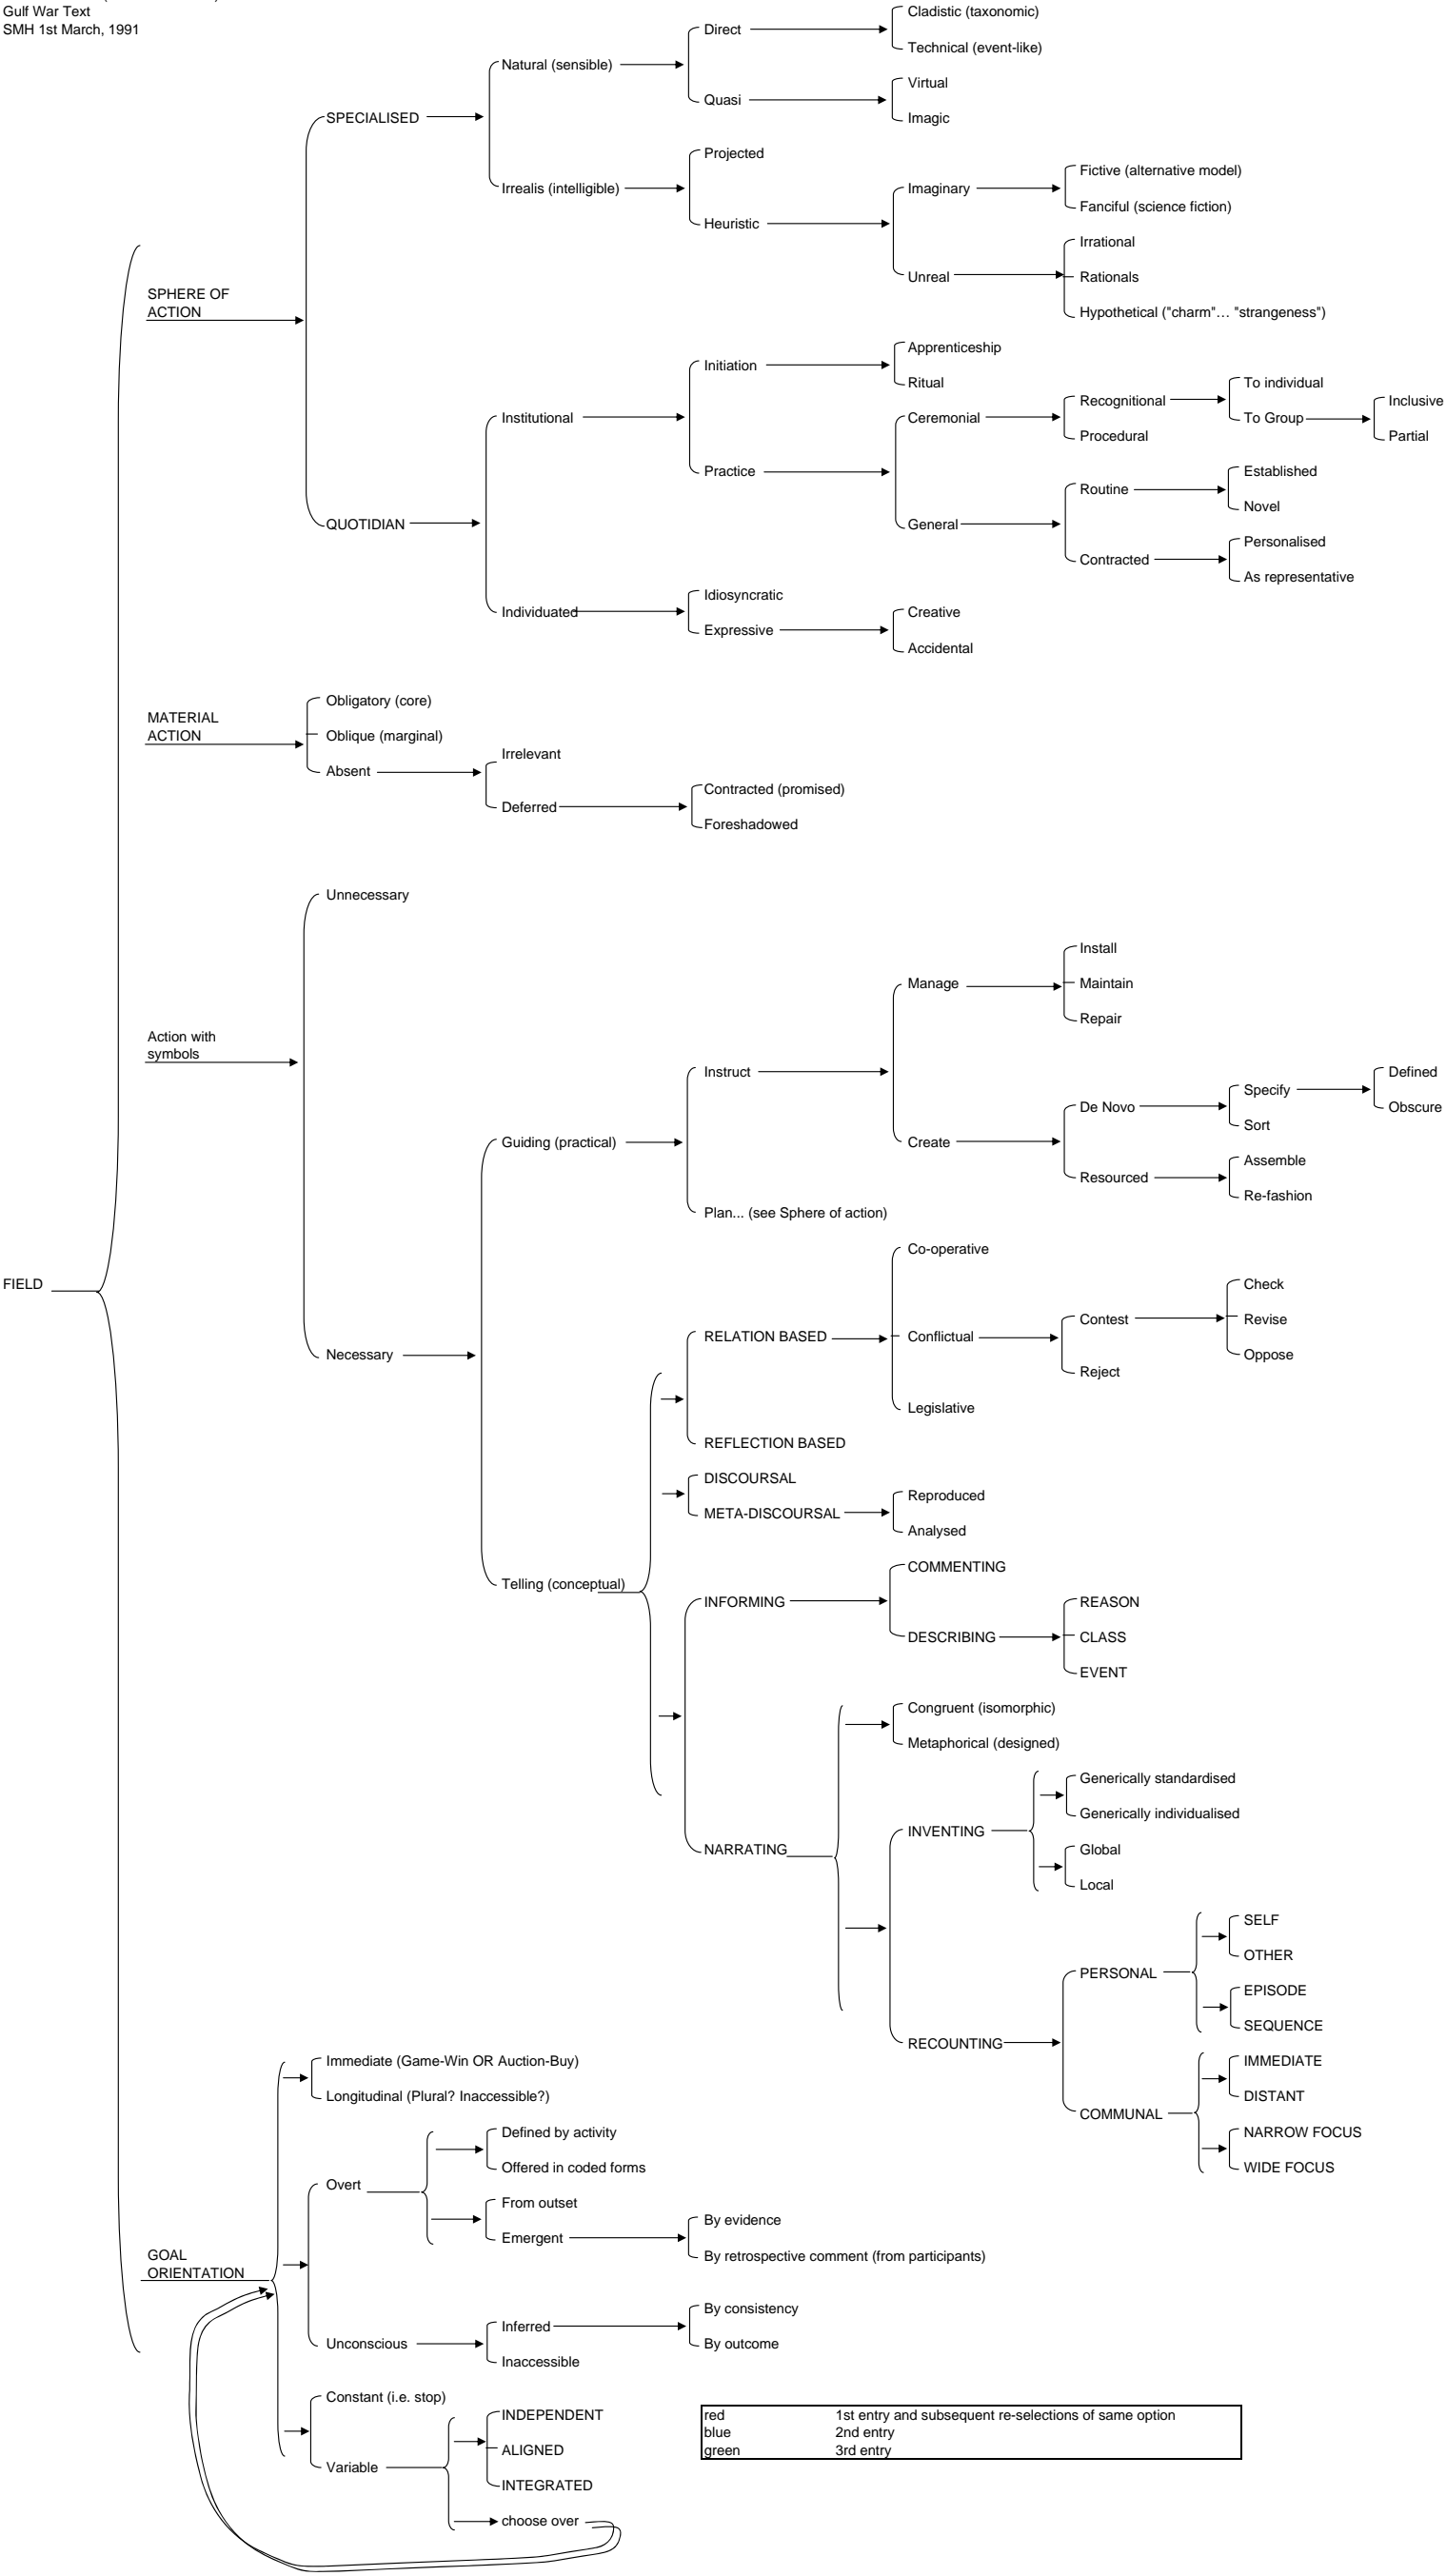 Gulf War Text
SMH 1st March, 1991
Cladistic (taxonomic)
Direct
Technical (event-like)
Natural (sensible)
Virtual
Quasi
Imagic
SPECIALISED
Projected
Fictive (alternative model)
Irrealis (intelligible)
Imaginary
Fanciful (science fiction)
Heuristic
Irrational
Unreal
Rationals
SPHERE OF
ACTION
Hypothetical ("charm"... "strangeness")
Apprenticeship
Initiation
Ritual
To individual
Recognitional
Inclusive
Institutional
Ceremonial
To Group
Procedural
Partial
Practice
Established
Routine
Novel
QUOTIDIAN
General
Personalised
Contracted
As representative
Idiosyncratic
Individuated
Creative
Expressive
Accidental
Obligatory (core)
MATERIAL
ACTION
Oblique (marginal)
Irrelevant
Absent
Contracted (promised)
Deferred
Foreshadowed
Unnecessary
Install
Manage
Maintain
Repair
Action with
symbols
Instruct
Defined
Specify
De Novo
Obscure
Sort
Guiding (practical)
Create
Assemble
Resourced
Re-fashion
Plan... (see Sphere of action)
Co-operative
FIELD
Check
Contest
Revise
RELATION BASED
Conflictual
Necessary
Oppose
Reject
Legislative
REFLECTION BASED
DISCOURSAL
Reproduced
META-DISCOURSAL
Analysed
COMMENTING
Telling (conceptual)
INFORMING
REASON
DESCRIBING
CLASS
EVENT
Congruent (isomorphic)
Metaphorical (designed)
Generically standardised
Generically individualised
INVENTING
NARRATING
Global
Local
SELF
OTHER
PERSONAL
EPISODE
SEQUENCE
RECOUNTING
Immediate (Game-Win OR Auction-Buy)
IMMEDIATE
Longitudinal (Plural? Inaccessible?)
DISTANT
COMMUNAL
Defined by activity
NARROW FOCUS
Offered in coded forms
WIDE FOCUS
Overt
From outset
By evidence
Emergent
By retrospective comment (from participants)
GOAL
ORIENTATION
By consistency
Inferred
Unconscious
By outcome
Inaccessible
Constant (i.e. stop)
INDEPENDENT
red 1st entry and subsequent re-selections of same option
blue 2nd entry
green 3rd entry
ALIGNED
Variable
INTEGRATED
choose over